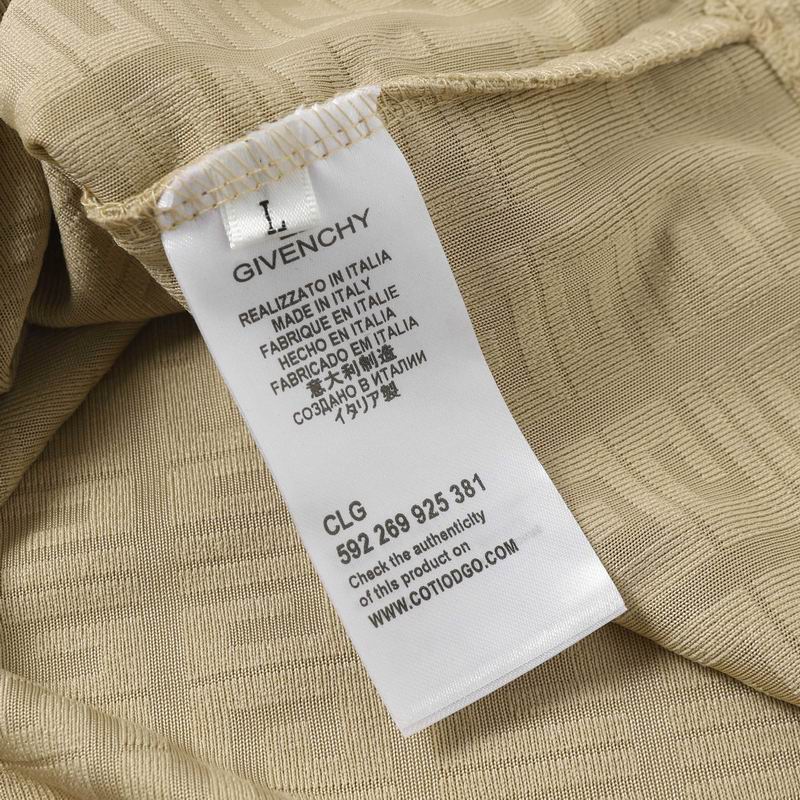 L
GIVENCHY
REALIZZATO IN ITALIA
MADE IN ITALY
FABRIQUE EN ITALIE
HECHO EN ITALIA
FABRICADO EM ITALIA
意大利制造
СОЗДАНО В ИТАЛИИ
イタリア製
CLG
592 269 925 381
Check the authenticity
of this product on
WWW.COTIODGO.COM